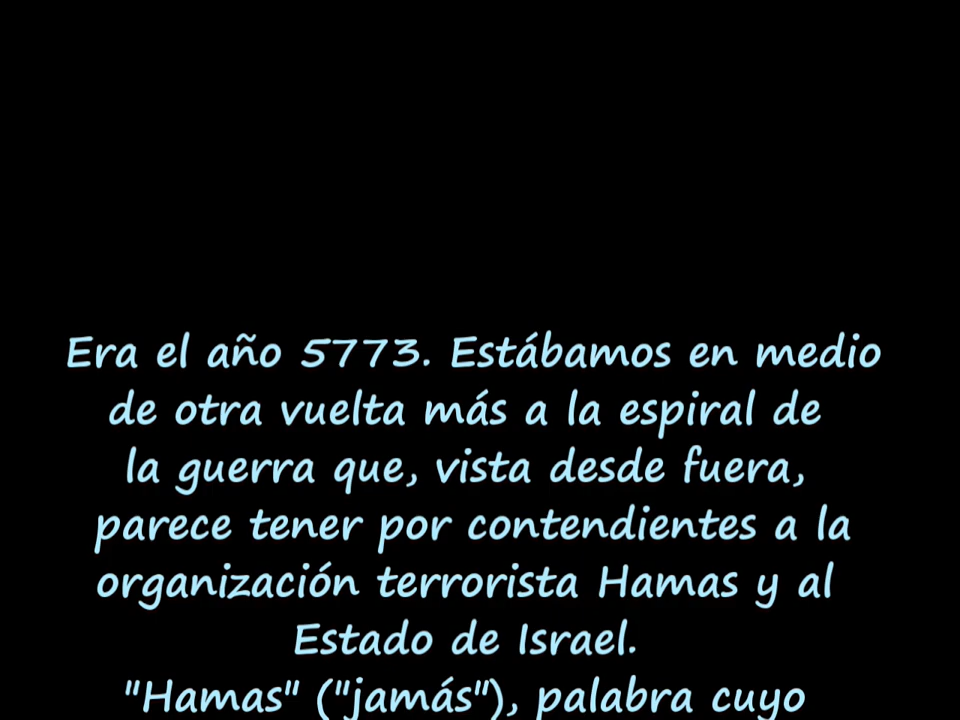 Era el año 5773. Estábamos en medio
de otra vuelta más a la espiral de
la guerra que, vista desde fuera,
parece tener por contendientes a la
organización terrorista Hamas y al
Estado de Israel.
"Hamas" ("jamás"), palabra cuyo